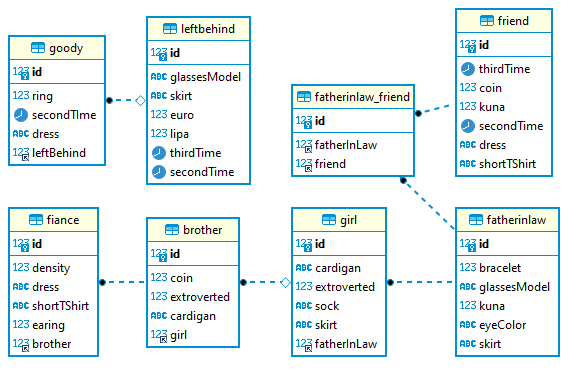 goody
123 id
123 ring
secondTIme
ABC dress
123 leftBehind
leftbehind
123 id
ABC glassesModel
ABC skirt
123 euro
123 lipa
thirdTime
secondTime
fatherinlaw_friend
123 id
123 fatherInLaw
123 friend
friend
123 id
thirdTime
123 coin
123 kuna
secondTime
ABC dress
ABC shortTShirt
fiance
123 id
123 density
ABC dress
ABC shortTShirt
123 earing
123 brother
brother
123 id
123 coin
123 extroverted
ABC cardigan
123 girl
girl
123 id
ABC cardigan
123 extroverted
ABC sock
ABC skirt
123 fatherInLaw
fatherinlaw
123 id
123 bracelet
ABC glassesModel
123 kuna
ABC eyeColor
ABC skirt